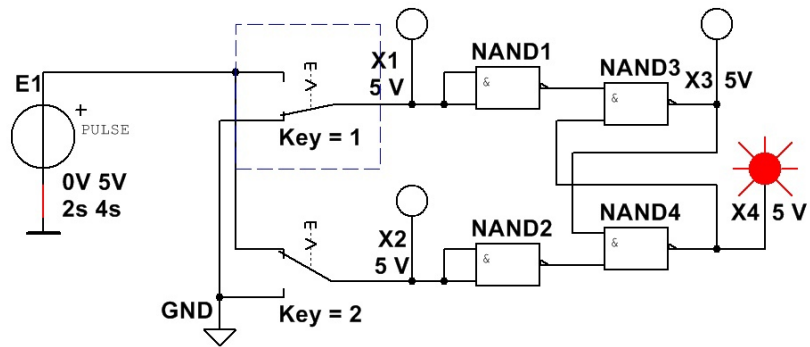 E1
+
PULSE
0V 5V
2s 4s
GND
Key = 1
Key = 2
X1
5 V
X2
5 V
NAND1
&
NAND2
&
NAND3
&
NAND4
&
X3 5V
X4 5 V